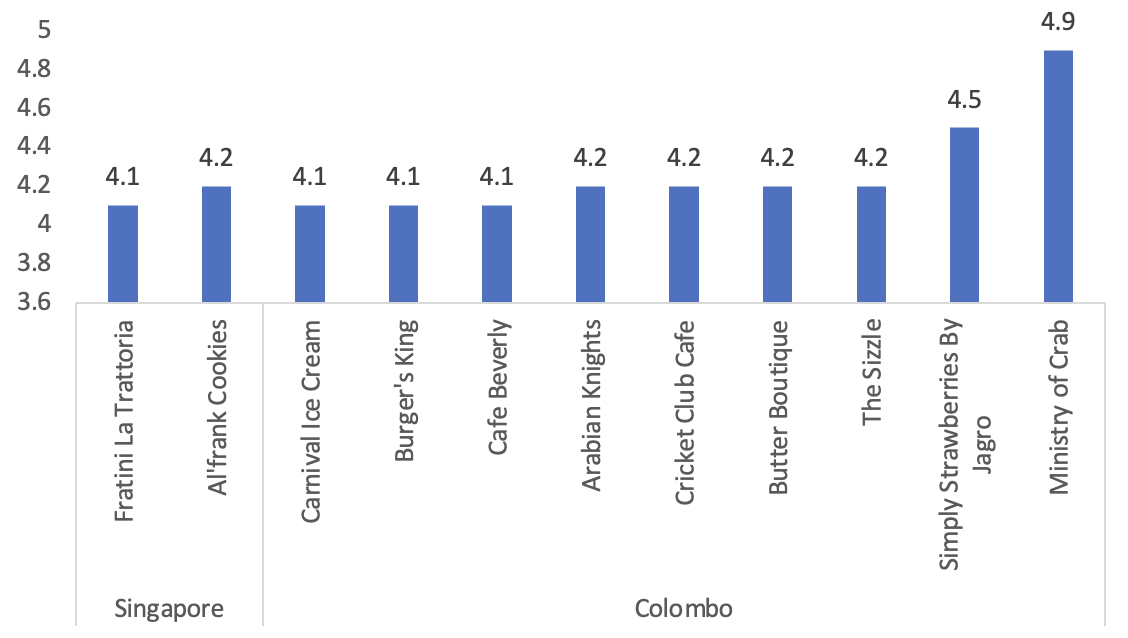 5
4.8
4.6
4.4
4.2
4
3.8
3.6
4.1
4.2
4.1
4.1
4.1
4.2
4.2
4.2
4.2
4.5
4.9
Fratini La Trattoria
Al'frank Cookies
Carnival Ice Cream
Burger's King
Cafe Beverly
Arabian Knights
Cricket Club Cafe
Butter Boutique
The Sizzle
Simply Strawberries By
Jagro
Ministry of Crab
Singapore
Colombo